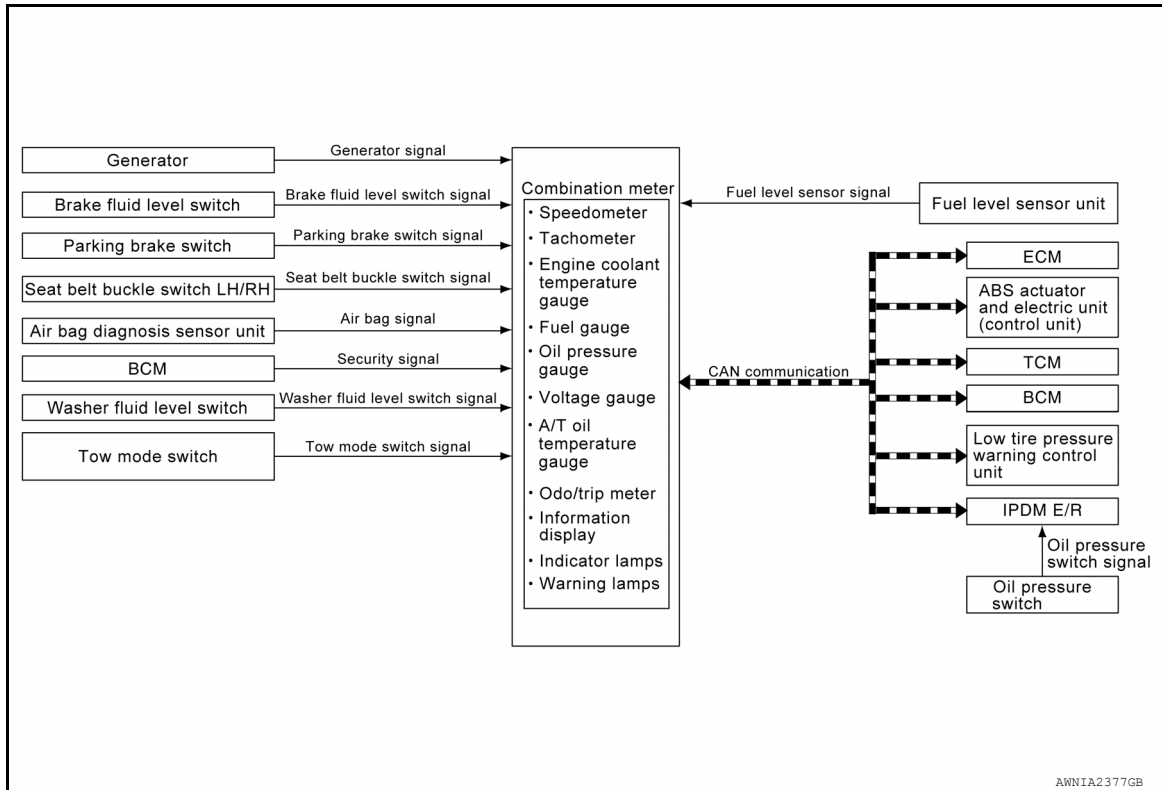 Generator
Generator signal
Brake fluid level switch
Brake fluid level switch signal
Parking brake switch
Parking brake switch signal
Seat belt buckle switch LH/RH
Seat belt buckle switch signal
Air bag diagnosis sensor unit
Air bag signal
BCM
Security signal
Washer fluid level switch
Washer fluid level switch signal
Tow mode switch
Tow mode switch signal
Combination meter
· Speedometer
· Tachometer
· Engine coolant
temperature
gauge
· Fuel gauge
· Oil pressure
gauge
· Voltage gauge
· A/T oil
temperature
gauge
· Odo/trip meter
· Information
display
· Indicator lamps
· Warning lamps
Fuel level sensor signal
Fuel level sensor unit
CAN communication
ECM
ABS actuator
and electric unit
(control unit)
TCM
BCM
Low tire pressure
warning control
unit
IPDM E/R
Oil pressure
switch signal
Oil pressure
switch
AWNIA2377GB